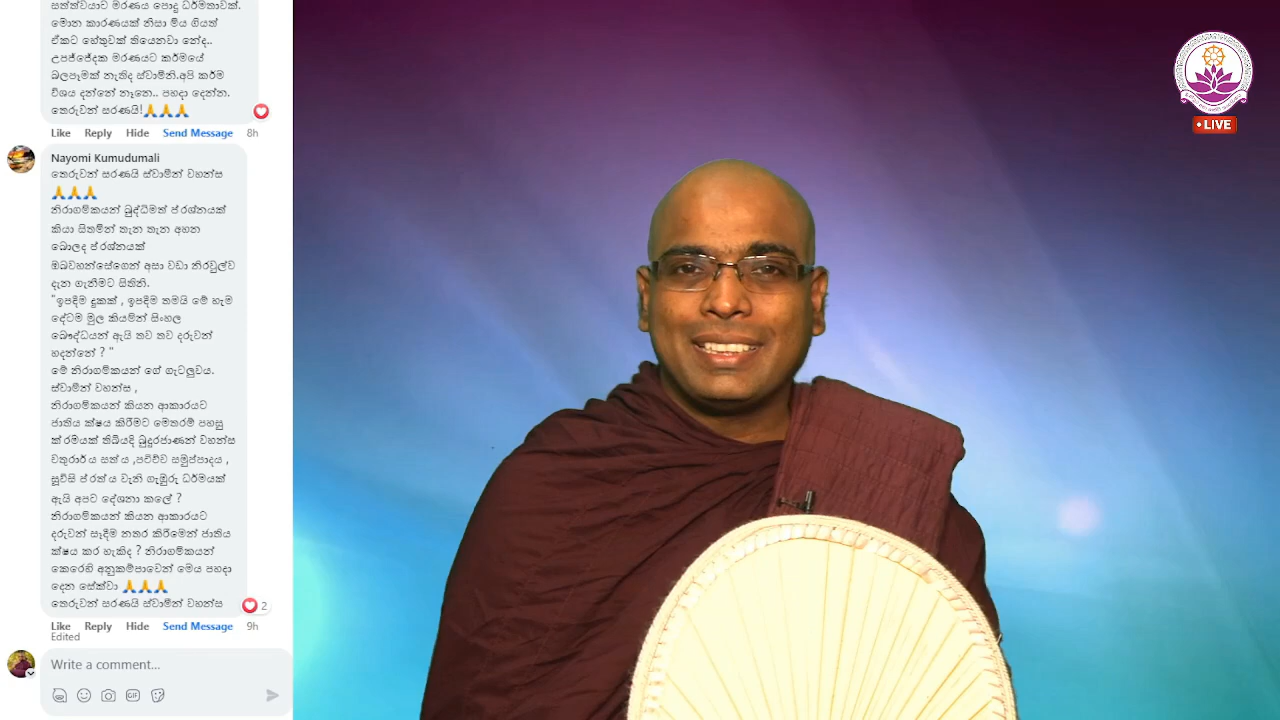 සත්ත්වයාට මරණය පොදු ධර්මතාවක්.
මොන කාරණයක් නිසා මිය ගියත්
ඒකට හේතුවක් තියෙනවා නේද..
උපජ්ජේදක මරණයට කර්මයේ
බලපෑමක් නැතිද ස්වාමිනි.අපි කර්ම
විශය දන්නේ නෑනෙ.. පහදා දෙන්න.
තෙරුවන් සරණයි!🙏🙏🙏
Like Reply Hide Send Message 8h
Nayomi Kumudumali
තෙරුවන් සරණයි ස්වාමින් වහන්ස
🙏🙏🙏
නිරාගමිකයන් බුද්ධිමත් ප්‍රශ්නයක්
කියා සිතමින් තැන තැන අහන
බොලද ප්‍රශ්නයක්
ඔබවහන්සේගෙන් අසා වඩා නිරවුල්ව
දැන ගැනීමට සිතිනි.
"ඉපදීම දුකක් , ඉපදීම තමයි මේ හැම
දේටම මුල කියමින් සිංහල
බෞද්ධයන් ඇයි තව තව දරුවන්
හදන්නේ ? "
මේ නිරාගමිකයන් ගේ ගැටලුවය.
ස්වාමින් වහන්ස ,
නිරාගමිකයන් කියන ආකාරයට
ජාතිය ක්ෂය කිරීමට මෙතරම් පහසු
ක්‍රමයක් තිබියදි බුදුරජාණන් වහන්ස
චතුරාර්ය සත්‍ය ,පටිච්ච සමුප්පාදය ,
සූවිසි ප්‍රත්‍ය වැනි ගැඹූරු ධර්මයක්
ඇයි අපට දේශනා කලේ ?
නිරාගමිකයන් කියන ආකාරයට
දරුවන් සෑදීම නතර කිරීමෙන් ජාතිය
ක්ෂය කර හැකිද ? නිරාගමිකයන්
කෙරෙහි අනුකම්පාවෙන් මෙය පහදා
දෙන සේක්වා 🙏🙏🙏
තෙරුවන් සරණයි ස්වාමින් වහන්ස
2
Like Reply Hide Send Message 9h
Edited
Write a comment...
GIF
• LIVE